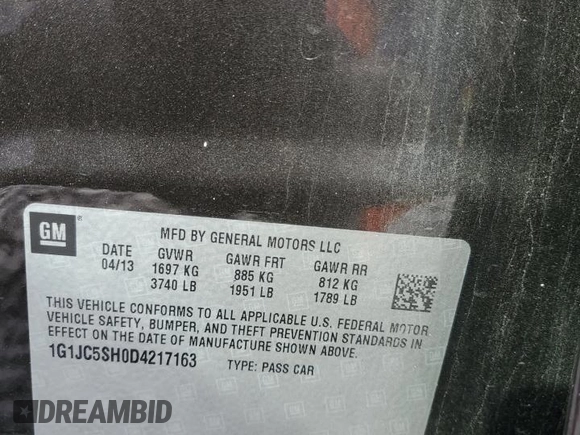 GM ®
MFD BY GENERAL MOTORS LLC
DATE GVWR GAWR FRT GAWR RR
04/13 1697 KG 885 KG 812 KG
3740 LB 1951 LB 1789 LB
THIS VEHICLE CONFORMS TO ALL APPLICABLE U.S. FEDERAL MOTOR
VEHICLE SAFETY, BUMPER, AND THEFT PREVENTION STANDARDS IN
EFFECT ON THE DATE OF MANUFACTURE SHOWN ABOVE.
1G1JC5SH0D4217163 TYPE: PASS CAR
DREAMBID